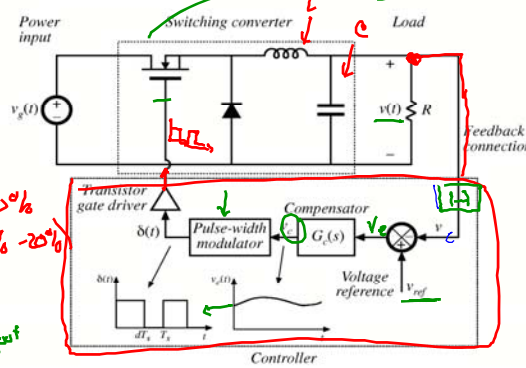 Power
input
Switching converter
L
C
Load
v_g(t)
v(t)
R
Feedback
connection
Transistor
gate driver
δ(t)
Pulse-width
modulator
v_c
Compensator
G_c(s)
v_e
H
v
Voltage
reference
v_ref
δ(t)
dT_s
T_s
t
v_c(t)
t
Controller